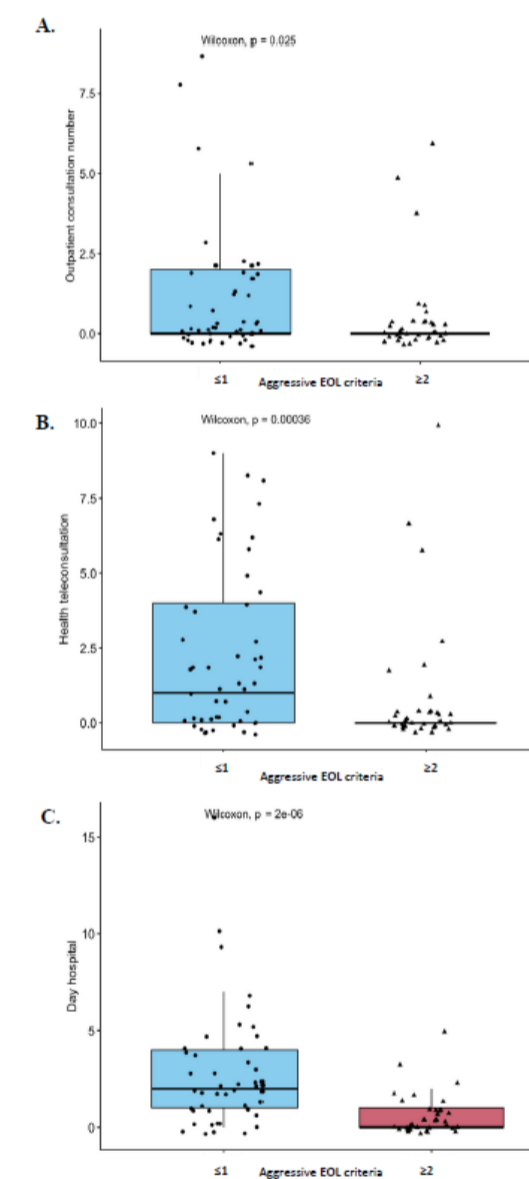 A.
Wilcoxon, p = 0.025
7.5
5.0
2.5
0.0
Outpatient consultation number
≤1 Aggressive EOL criteria ≥2
B.
Wilcoxon, p = 0.00036
10.0
7.5
5.0
2.5
0.0
Health teleconsultation
≤1 Aggressive EOL criteria ≥2
C.
Wilcoxon, p = 2e-06
15
10
5
0
Day hospital
≤1 Aggressive EOL criteria ≥2